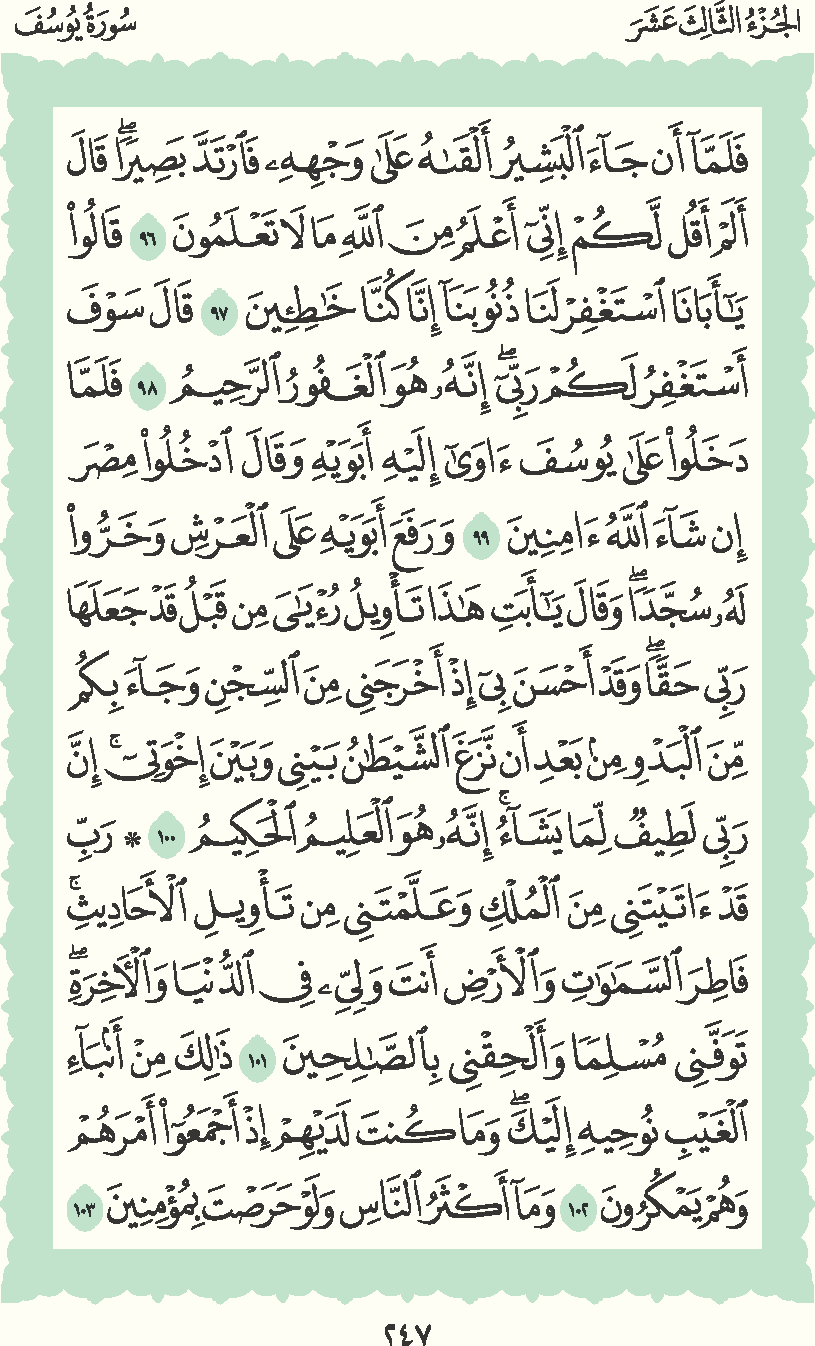 الجُزْءُ الثَّالِثَ عَشَرَ
سُورَةُ يُوسُفَ
فَلَمَّآ أَن جَآءَ ٱلْبَشِيرُ أَلْقَىٰهُ عَلَىٰ وَجْهِهِۦ فَٱرْتَدَّ بَصِيرًاۖ قَالَ
أَلَمْ أَقُل لَّكُمْ إِنِّىٓ أَعْلَمُ مِنَ ٱللَّهِ مَا لَا تَعْلَمُونَ ٩٦ قَالُوا۟
يَـٰٓأَبَانَا ٱسْتَغْفِرْ لَنَا ذُنُوبَنَآ إِنَّا كُنَّا خَـٰطِـِٔينَ ٩٧ قَالَ سَوْفَ
أَسْتَغْفِرُ لَكُمْ رَبِّىٓۖ إِنَّهُۥ هُوَ ٱلْغَفُورُ ٱلرَّحِيمُ ٩٨ فَلَمَّا
دَخَلُوا۟ عَلَىٰ يُوسُفَ ءَاوَىٰٓ إِلَيْهِ أَبَوَيْهِ وَقَالَ ٱدْخُلُوا۟ مِصْرَ
إِن شَآءَ ٱللَّهُ ءَامِنِينَ ٩٩ وَرَفَعَ أَبَوَيْهِ عَلَى ٱلْعَرْشِ وَخَرُّوا۟
لَهُۥ سُجَّدًاۖ وَقَالَ يَـٰٓأَبَتِ هَـٰذَا تَأْوِيلُ رُءْيَـٰىَ مِن قَبْلُ قَدْ جَعَلَهَا
رَبِّى حَقًّاۖ وَقَدْ أَحْسَنَ بِىٓ إِذْ أَخْرَجَنِى مِنَ ٱلسِّجْنِ وَجَآءَ بِكُم
مِّنَ ٱلْبَدْوِ مِنۢ بَعْدِ أَن نَّزَغَ ٱلشَّيْطَـٰنُ بَيْنِى وَبَيْنَ إِخْوَتِىٓۚ إِنَّ
رَبِّى لَطِيفٌ لِّمَا يَشَآءُۚ إِنَّهُۥ هُوَ ٱلْعَلِيمُ ٱلْحَكِيمُ ١٠٠ * رَبِّ
قَدْ ءَاتَيْتَنِى مِنَ ٱلْمُلْكِ وَعَلَّمْتَنِى مِن تَأْوِيلِ ٱلْأَحَادِيثِۚ
فَاطِرَ ٱلسَّمَـٰوَٰتِ وَٱلْأَرْضِ أَنتَ وَلِىِّۦ فِى ٱلدُّنْيَا وَٱلْـَٔاخِرَةِۖ
تَوَفَّنِى مُسْلِمًا وَأَلْحِقْنِى بِٱلصَّـٰلِحِينَ ١٠١ ذَٰلِكَ مِنْ أَنۢبَآءِ
ٱلْغَيْبِ نُوحِيهِ إِلَيْكَۖ وَمَا كُنتَ لَدَيْهِمْ إِذْ أَجْمَعُوٓا۟ أَمْرَهُمْ
وَهُمْ يَمْكُرُونَ ١٠٢ وَمَآ أَكْثَرُ ٱلنَّاسِ وَلَوْ حَرَصْتَ بِمُؤْمِنِينَ ١٠٣
٢٤٧